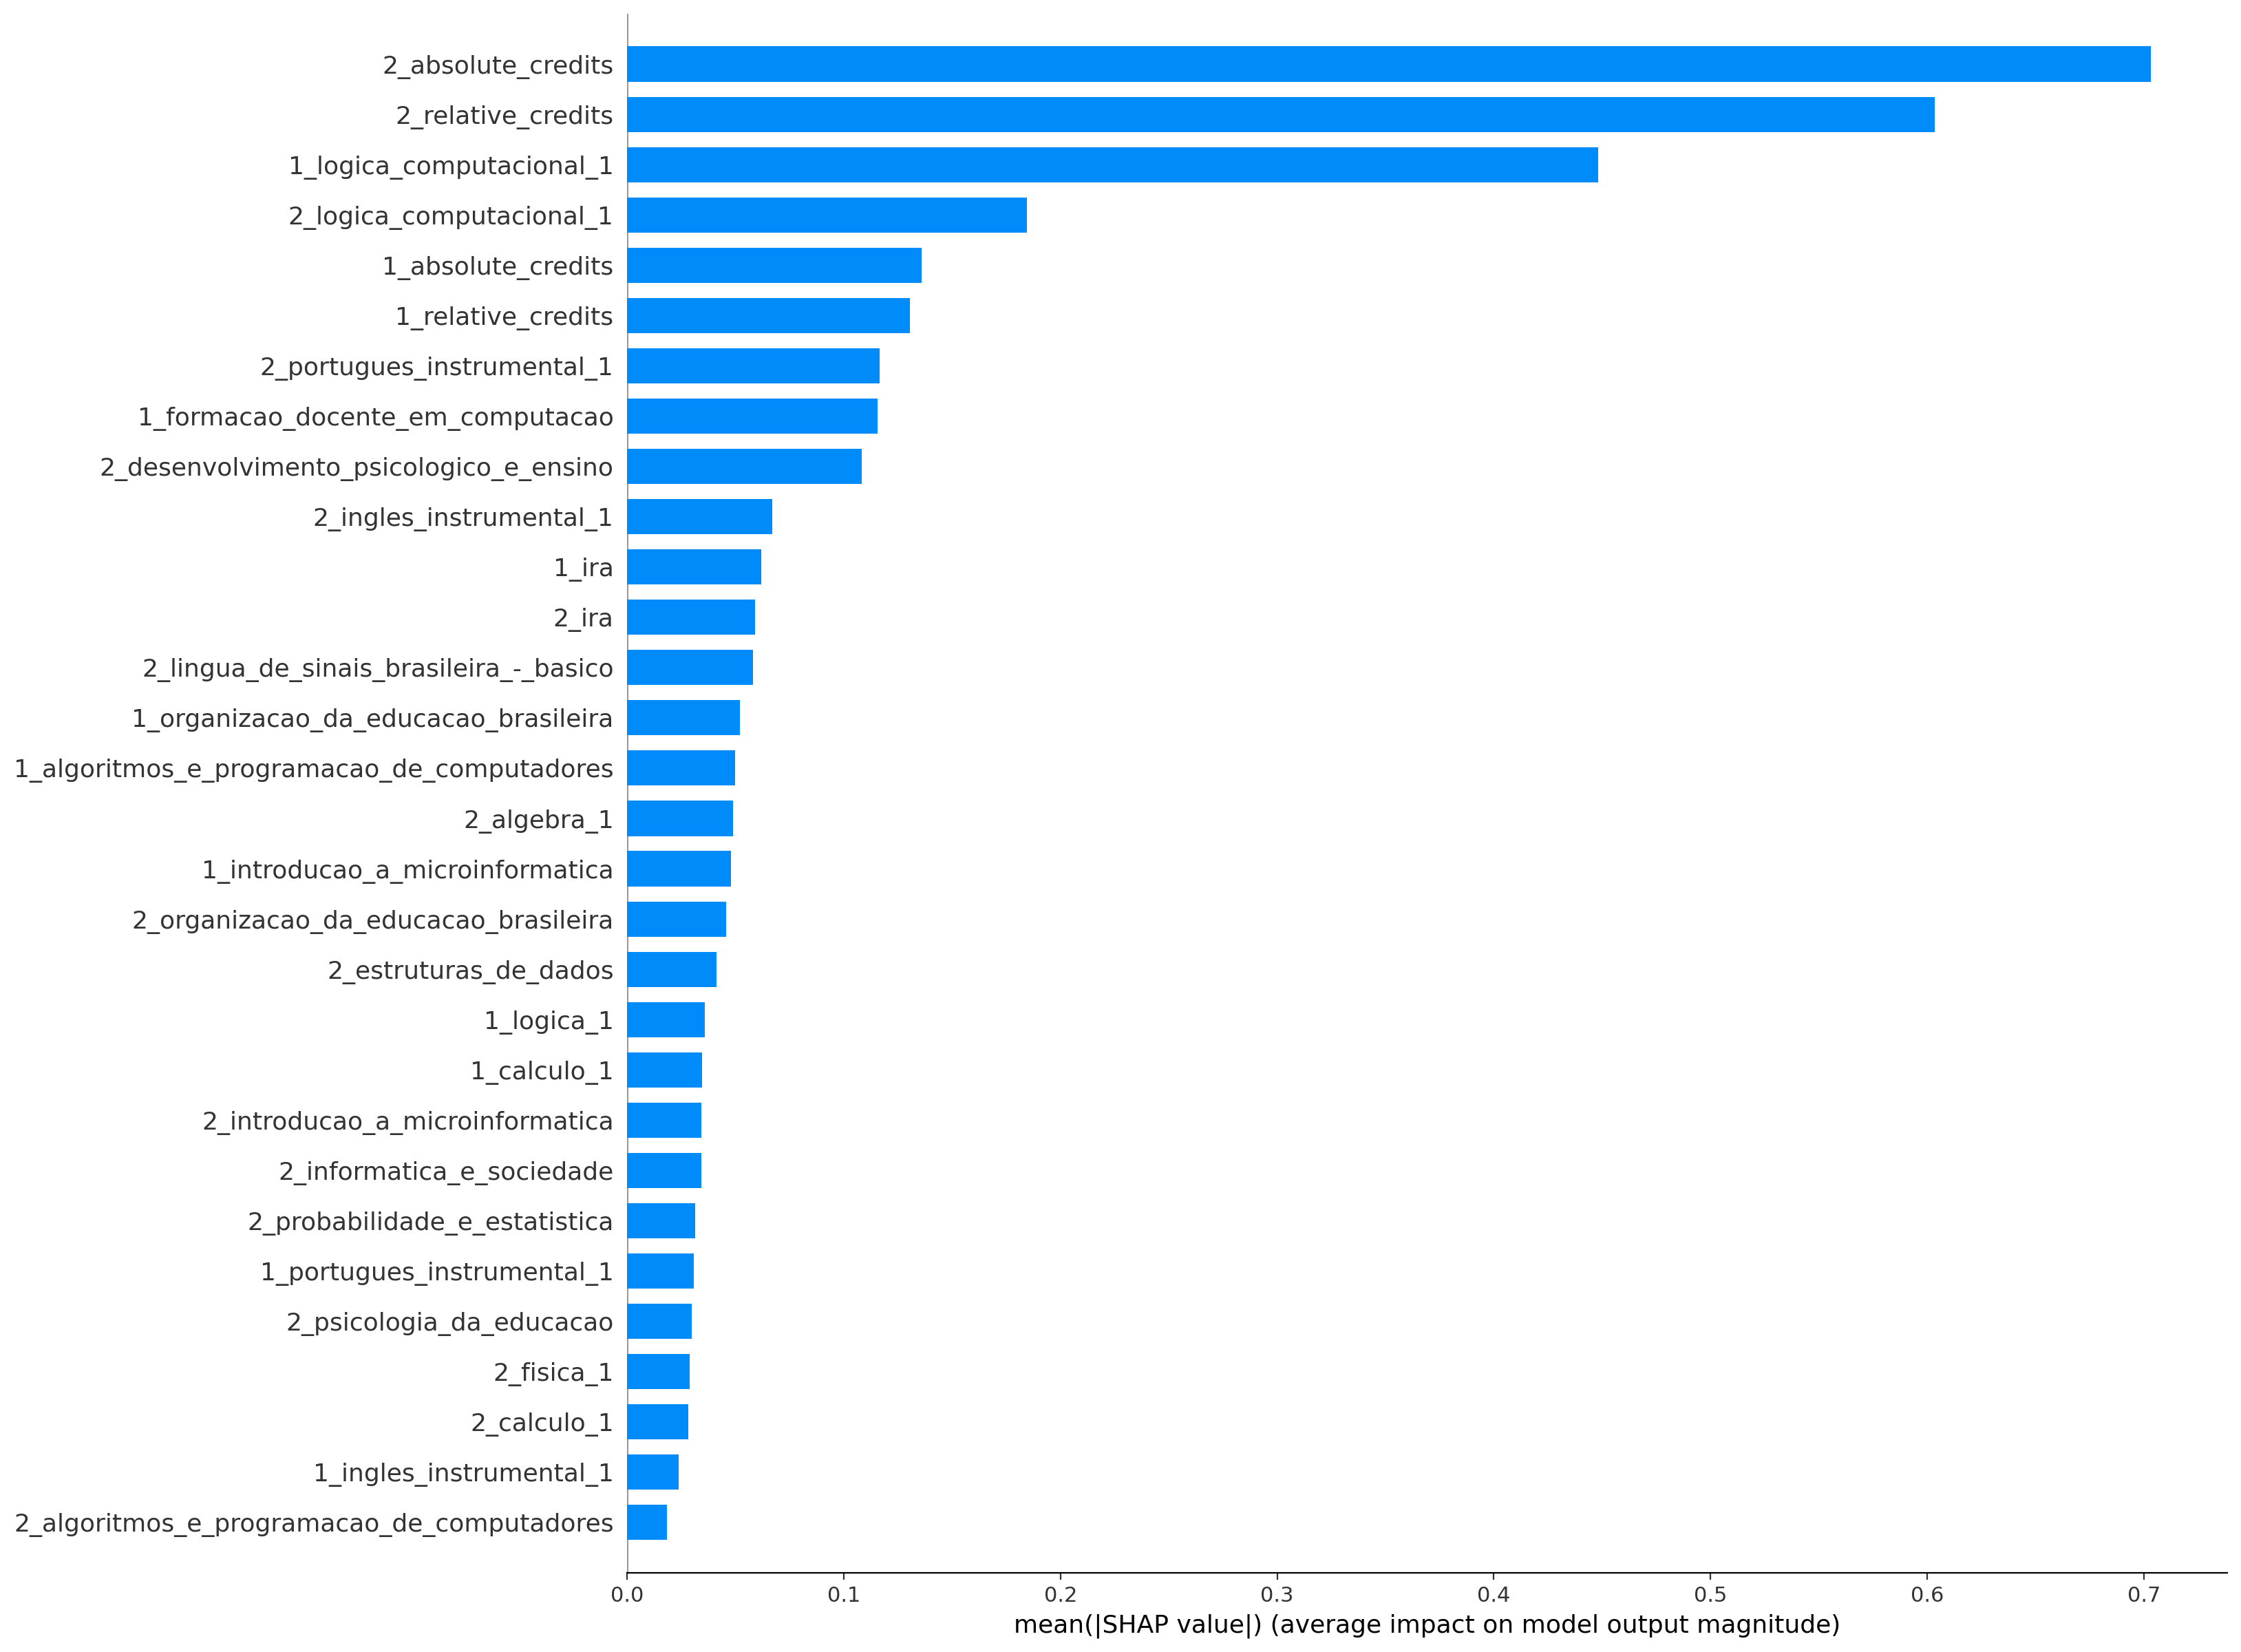 2_absolute_credits
2_relative_credits
1_logica_computacional_1
2_logica_computacional_1
1_absolute_credits
1_relative_credits
2_portugues_instrumental_1
1_formacao_docente_em_computacao
2_desenvolvimento_psicologico_e_ensino
2_ingles_instrumental_1
1_ira
2_ira
2_lingua_de_sinais_brasileira_-_basico
1_organizacao_da_educacao_brasileira
1_algoritmos_e_programacao_de_computadores
2_algebra_1
1_introducao_a_microinformatica
2_organizacao_da_educacao_brasileira
2_estruturas_de_dados
1_logica_1
1_calculo_1
2_introducao_a_microinformatica
2_informatica_e_sociedade
2_probabilidade_e_estatistica
1_portugues_instrumental_1
2_psicologia_da_educacao
2_fisica_1
2_calculo_1
1_ingles_instrumental_1
2_algoritmos_e_programacao_de_computadores
0.0 0.1 0.2 0.3 0.4 0.5 0.6 0.7
mean(|SHAP value|) (average impact on model output magnitude)